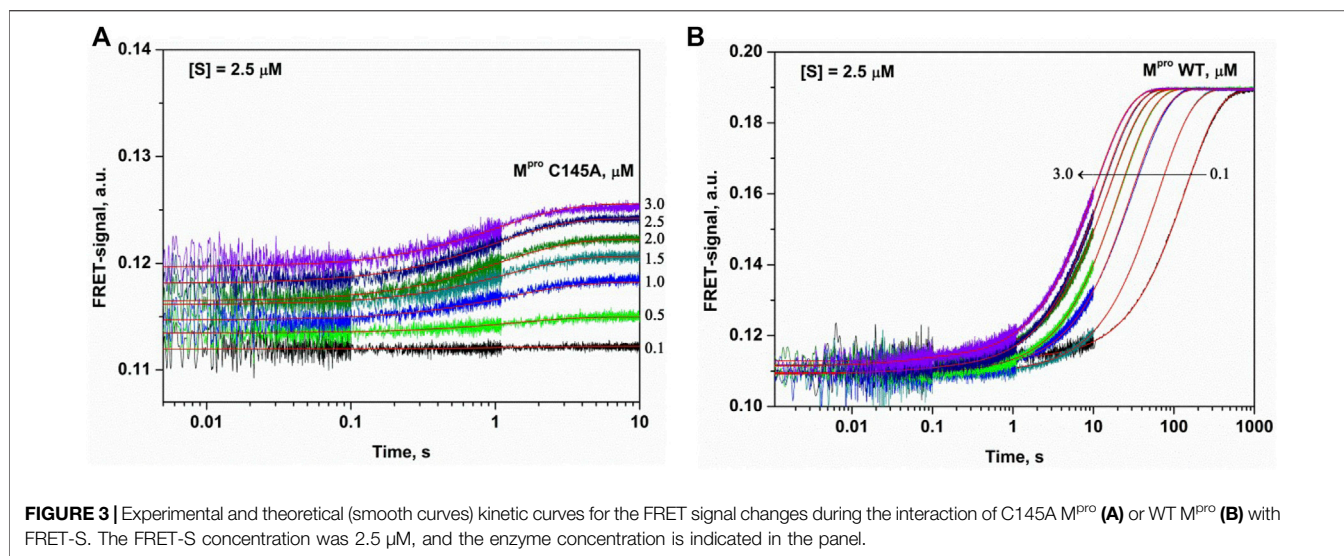 A
[S] = 2.5 µM
Mᵖʳᵒ C145A, µM
0.14
0.13
0.12
0.11
FRET-signal, a.u.
3.0
2.5
2.0
1.5
1.0
0.5
0.1
0.01
0.1
1
10
Time, s
B
[S] = 2.5 µM
Mᵖʳᵒ WT, µM
0.20
0.18
0.16
0.14
0.12
0.10
FRET-signal, a.u.
3.0
0.1
0.01
0.1
1
10
100
1000
Time, s
FIGURE 3 | Experimental and theoretical (smooth curves) kinetic curves for the FRET signal changes during the interaction of C145A Mᵖʳᵒ (A) or WT Mᵖʳᵒ (B) with
FRET-S. The FRET-S concentration was 2.5 µM, and the enzyme concentration is indicated in the panel.